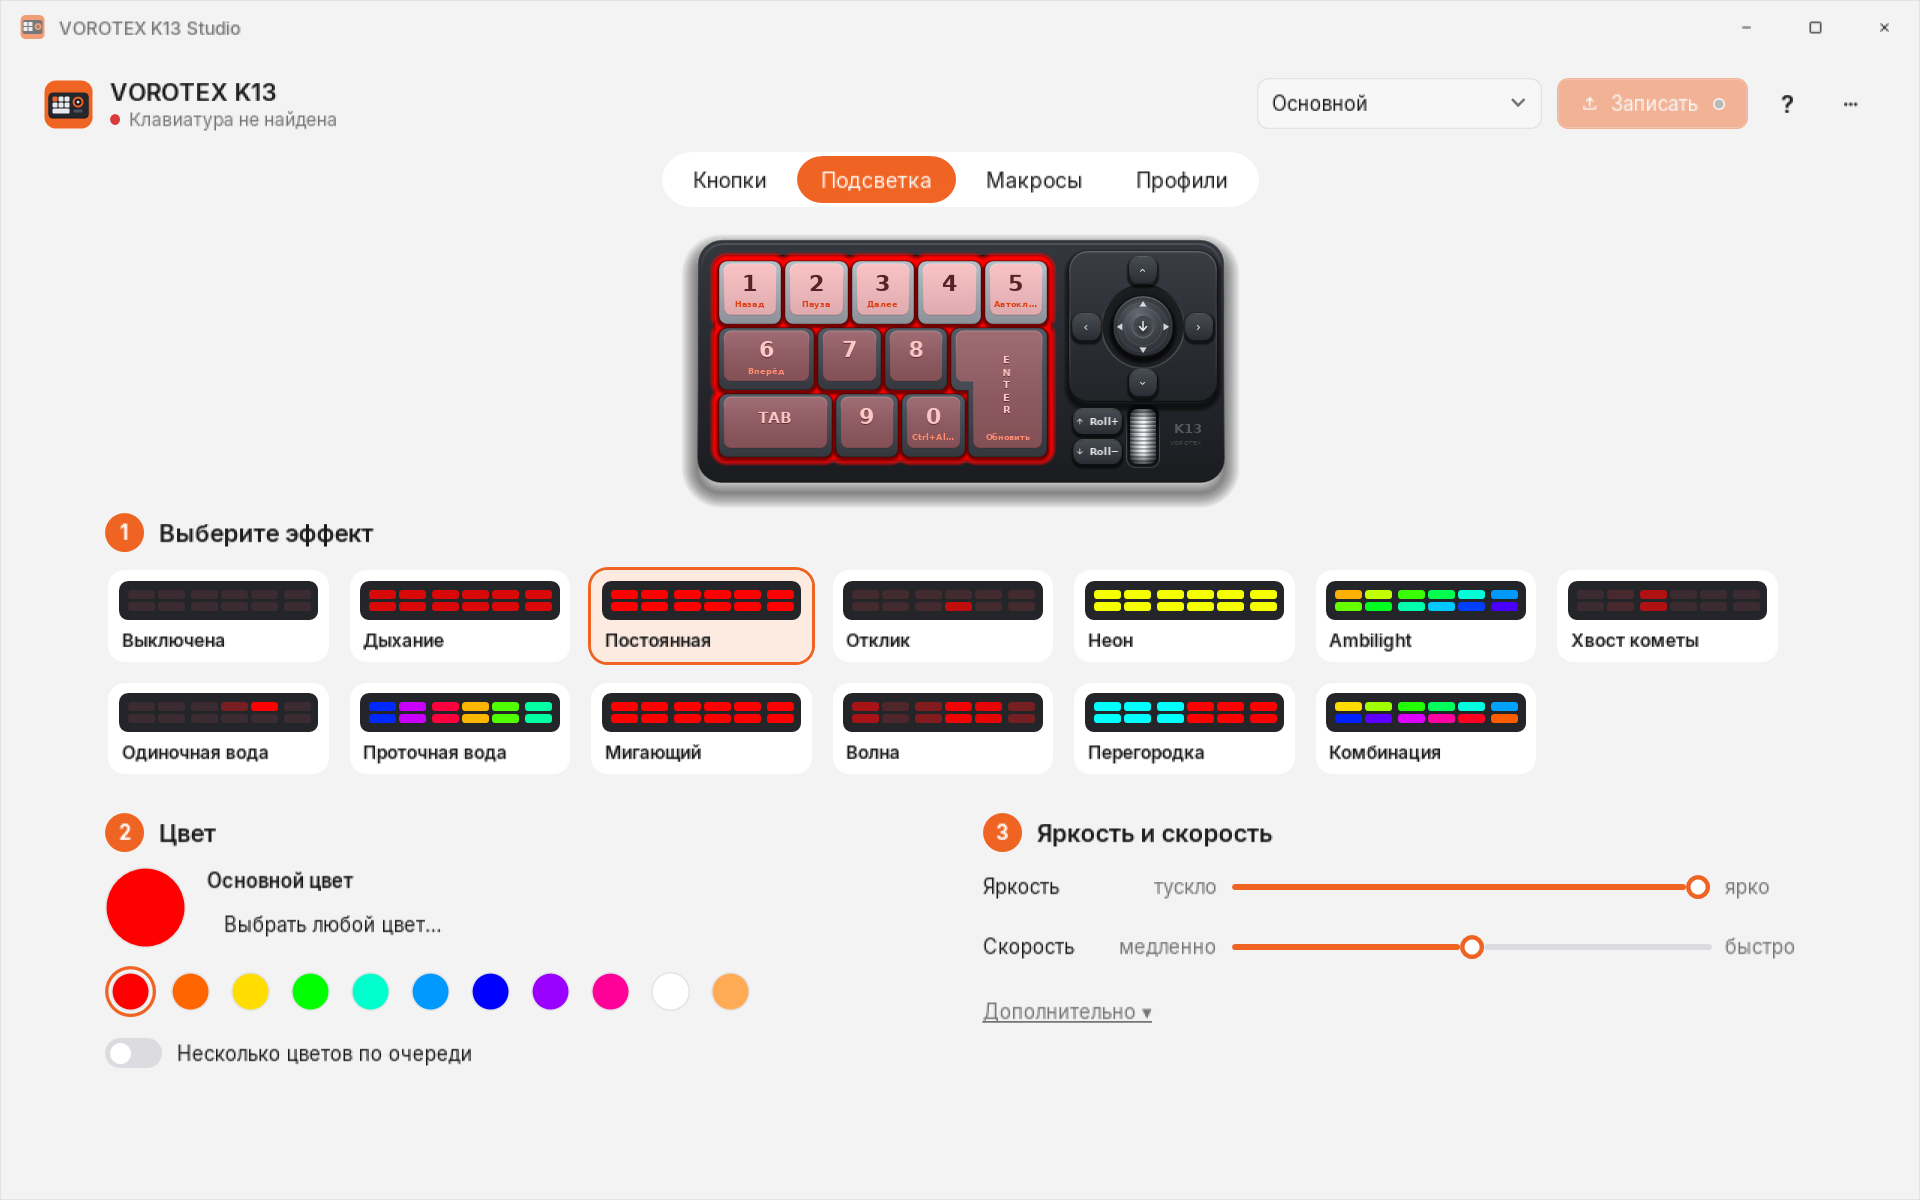 VOROTEX K13 Studio
VOROTEX K13
Клавиатура не найдена
Основной
Записать
?
Кнопки
Подсветка
Макросы
Профили
1
Назад
2
Пауза
3
Далее
4
5
Автокл...
6
Вперёд
7
8
ENTER
Обновить
TAB
9
0
Ctrl+Al...
Roll+
Roll−
K13
VOROTEX
1 Выберите эффект
Выключена
Дыхание
Постоянная
Отклик
Неон
Ambilight
Хвост кометы
Одиночная вода
Проточная вода
Мигающий
Волна
Перегородка
Комбинация
2 Цвет
Основной цвет
Выбрать любой цвет...
Несколько цветов по очереди
3 Яркость и скорость
Яркость тускло ярко
Скорость медленно быстро
Дополнительно ▾